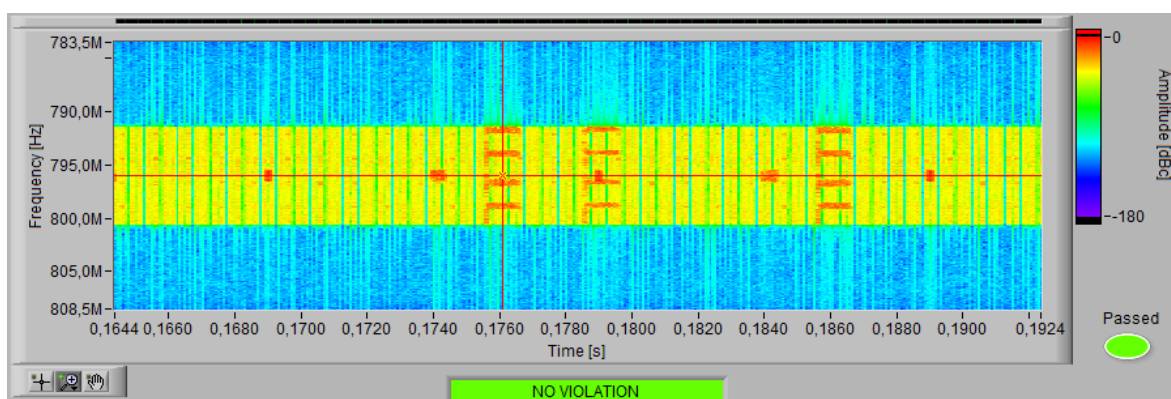 783,5M
790,0M
795,0M
800,0M
805,0M
808,5M
Frequency [Hz]
0,1644 0,1660 0,1680 0,1700 0,1720 0,1740 0,1760 0,1780 0,1800 0,1820 0,1840 0,1860 0,1880 0,1900 0,1924
Time [s]
0
-180
Amplitude [dBc]
Passed
NO VIOLATION